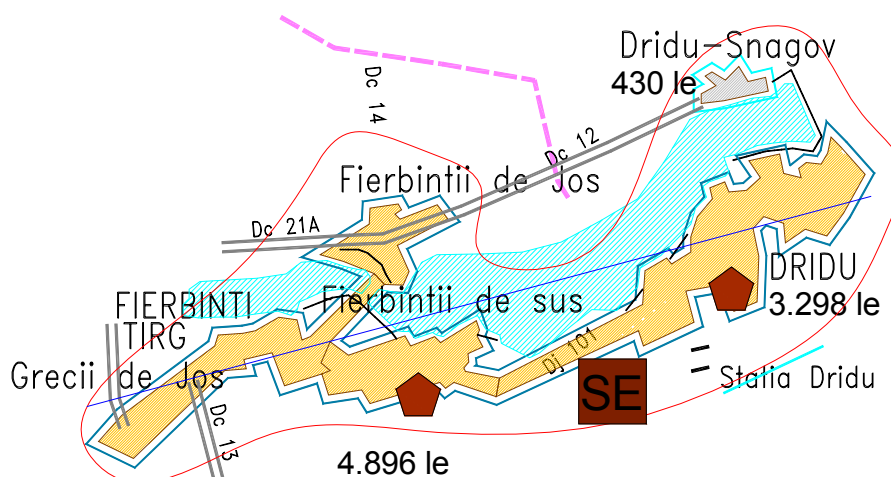 Dridu-Snagov
430 le
Dc 14
Dc 12
Fierbintii de Jos
Dc 21A
DRIDU
3.298 le
FIERBINTI
TIRG
Fierbintii de sus
Grecii de Jos
Dj 101
SE
Statia Dridu
Dc 13
4.896 le